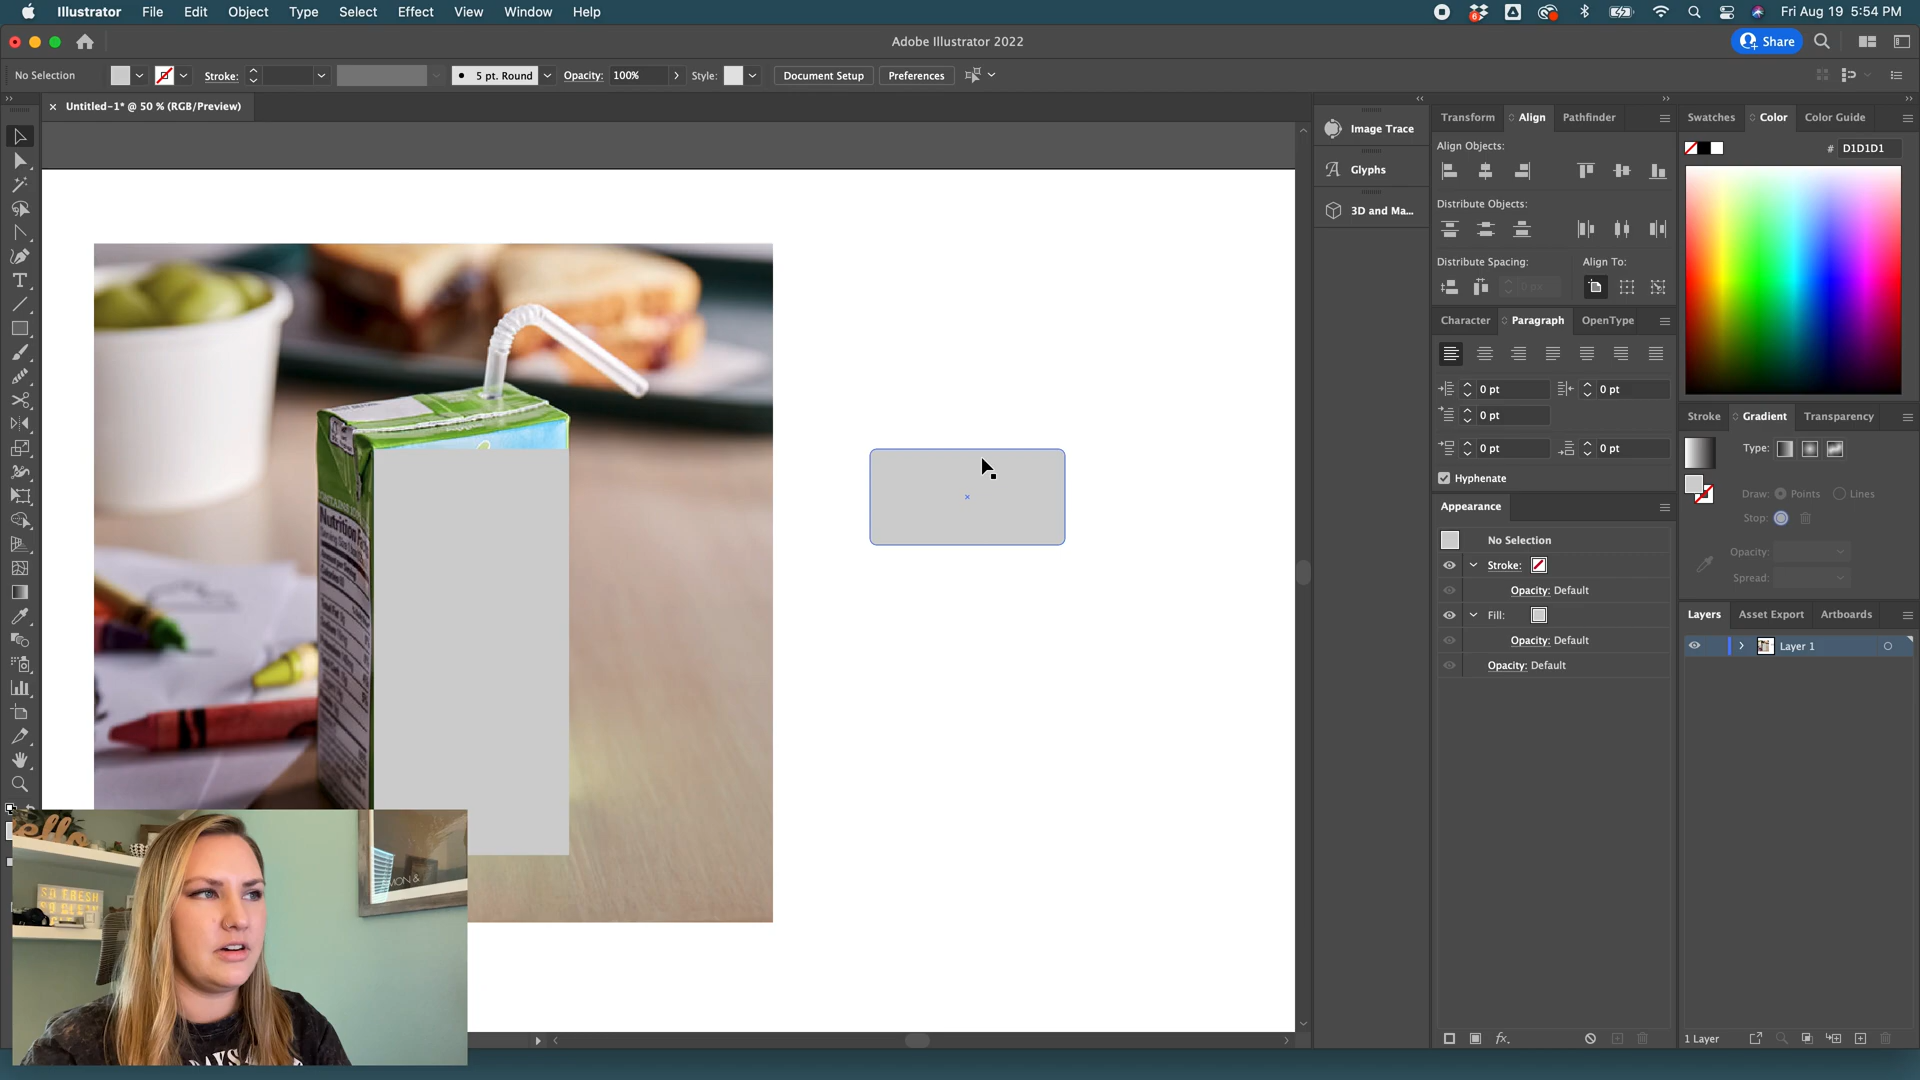 Illustrator File Edit Object Type Select Effect View Window Help Fri Aug 19 5:54 PM
Adobe Illustrator 2022
Share
No Selection Stroke: 5 pt. Round Opacity: 100% Style: Document Setup Preferences
Untitled-1* @ 50 % (RGB/Preview)
Image Trace
Glyphs
3D and Ma...
Transform Align Pathfinder
Align Objects:
Distribute Objects:
Distribute Spacing: Align To:
0 px
Character Paragraph OpenType
0 pt 0 pt
0 pt
0 pt 0 pt
Hyphenate
Appearance
No Selection
Stroke:
Opacity: Default
Fill:
Opacity: Default
Opacity: Default
Swatches Color Color Guide
# D1D1D1
Stroke Gradient Transparency
Type:
Draw: Points Lines
Stop:
Opacity:
Spread:
Layers Asset Export Artboards
Layer 1
1 Layer
Nutrition
hello
SO FRESH